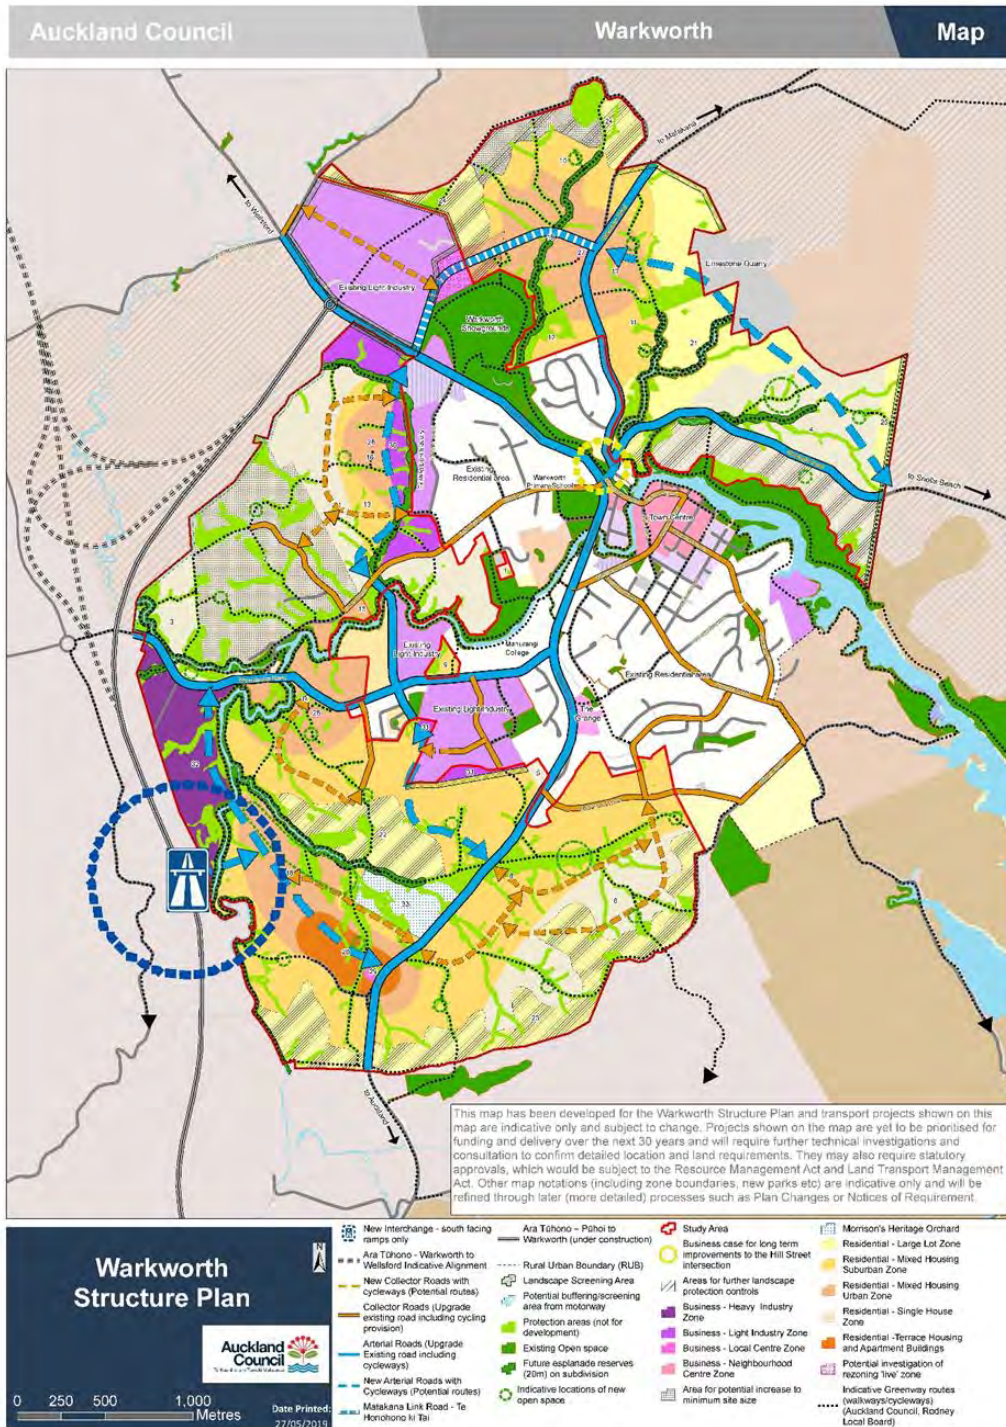 Auckland Council
Warkworth
Map
to Matakana
to Wellsford
Limestone Quarry
Existing Light Industry
Warkworth
Showgrounds
Existing
Residential area
Warkworth
Primary School
to Snells Beach
Town Centre
Existing
Light Industry
Mahurangi
College
Existing Residential area
Existing Light Industry
The
Grange
to Auckland
This map has been developed for the Warkworth Structure Plan and transport projects shown on this
map are indicative only and subject to change. Projects shown on the map are yet to be prioritised for
funding and delivery over the next 30 years and will require further technical investigations and
consultation to confirm detailed location and land requirements. They may also require statutory
approvals, which would be subject to the Resource Management Act and Land Transport Management
Act. Other map notations (including zone boundaries, new parks etc) are indicative only and will be
refined through later (more detailed) processes such as Plan Changes or Notices of Requirement.
Warkworth
Structure Plan
Auckland
Council
Te Kaunihera o Tāmaki Makaurau
0 250 500 1,000
Metres
Date Printed:
27/05/2019
New Interchange - south facing
ramps only
Ara Tūhono - Warkworth to
Wellsford Indicative Alignment
New Collector Roads with
cycleways (Potential routes)
Collector Roads (Upgrade
existing road including cycling
provision)
Arterial Roads (Upgrade
Existing road including
cycleways)
New Arterial Roads with
Cycleways (Potential routes)
Matakana Link Road - Te
Honohono ki Tai
Ara Tūhono – Pūhoi to
Warkworth (under construction)
Rural Urban Boundary (RUB)
Landscape Screening Area
Potential buffering/screening
area from motorway
Protection areas (not for
development)
Existing Open space
Future esplanade reserves
(20m) on subdivision
Indicative locations of new
open space
Study Area
Business case for long term
improvements to the Hill Street
intersection
Areas for further landscape
protection controls
Business - Heavy Industry
Zone
Business - Light Industry Zone
Business - Local Centre Zone
Business - Neighbourhood
Centre Zone
Area for potential increase to
minimum site size
Morrison's Heritage Orchard
Residential - Large Lot Zone
Residential - Mixed Housing
Suburban Zone
Residential - Mixed Housing
Urban Zone
Residential - Single House
Zone
Residential -Terrace Housing
and Apartment Buildings
Potential investigation of
rezoning 'live' zone
Indicative Greenway routes
(walkways/cycleways)
(Auckland Council, Rodney
Local Board)